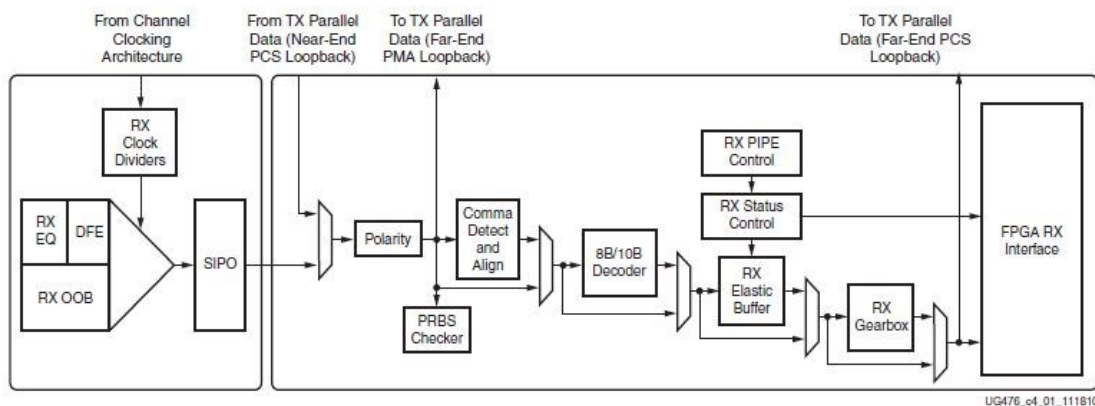 From Channel
Clocking
Architecture
From TX Parallel
Data (Near-End
PCS Loopback)
To TX Parallel
Data (Far-End
PMA Loopback)
To TX Parallel
Data (Far-End PCS
Loopback)
RX
Clock
Dividers
RX
EQ
DFE
RX OOB
SIPO
Polarity
Comma
Detect
and
Align
PRBS
Checker
8B/10B
Decoder
RX PIPE
Control
RX Status
Control
RX
Elastic
Buffer
RX
Gearbox
FPGA RX
Interface
UG476_c4_01_111810